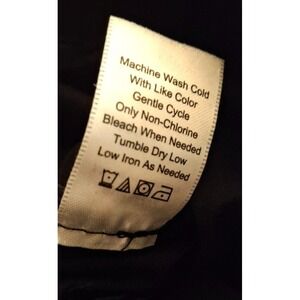 Machine Wash Cold
With Like Color
Gentle Cycle
Only Non-Chlorine
Bleach When Needed
Tumble Dry Low
Low Iron As Needed